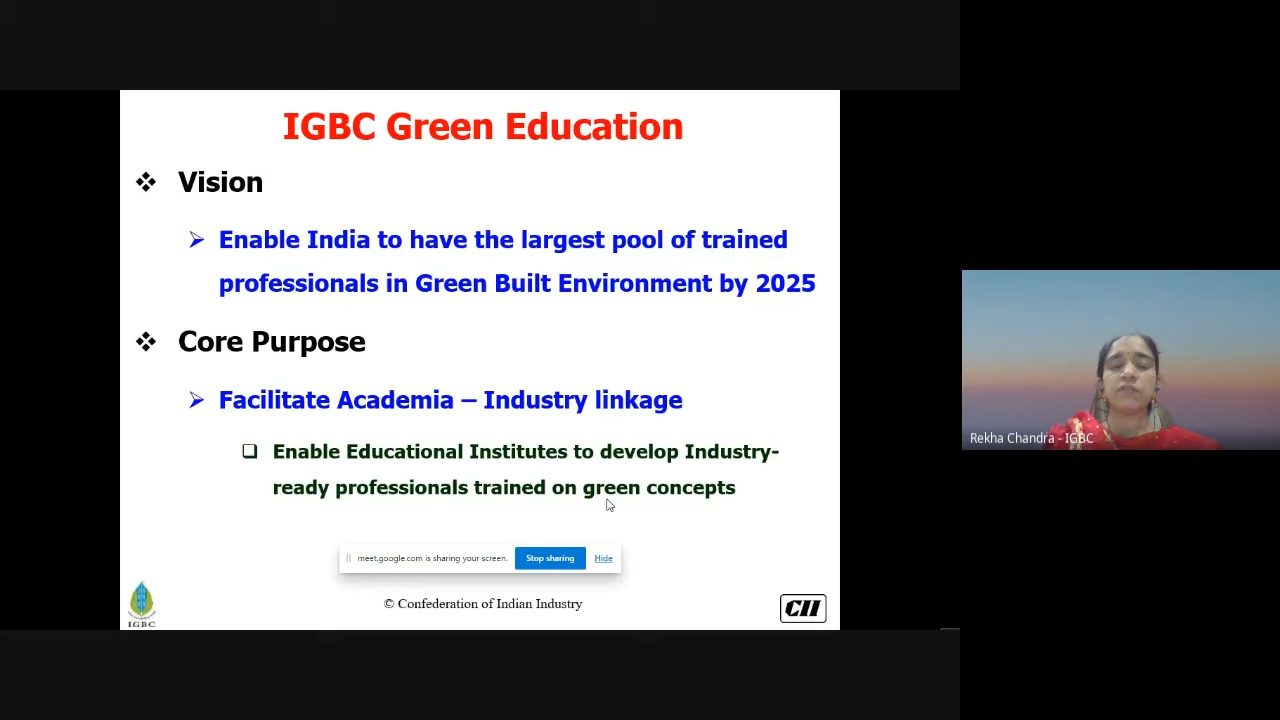 IGBC Green Education
Vision
Enable India to have the largest pool of trained
professionals in Green Built Environment by 2025
Core Purpose
Facilitate Academia – Industry linkage
Enable Educational Institutes to develop Industry-
ready professionals trained on green concepts
meet.google.com is sharing your screen. Stop sharing Hide
© Confederation of Indian Industry
IGBC
CII
Rekha Chandra - IGBC